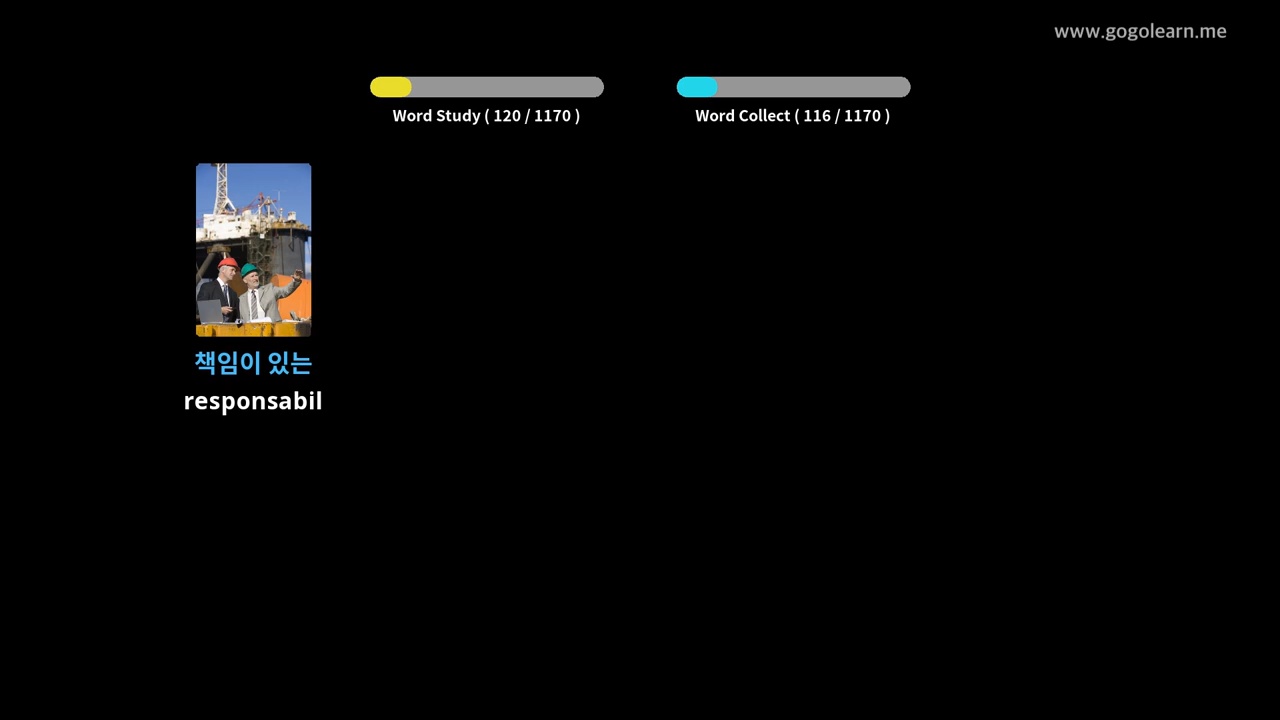 www.gogolearn.me
Word Study ( 120 / 1170 )
Word Collect ( 116 / 1170 )
책임이 있는
responsabil